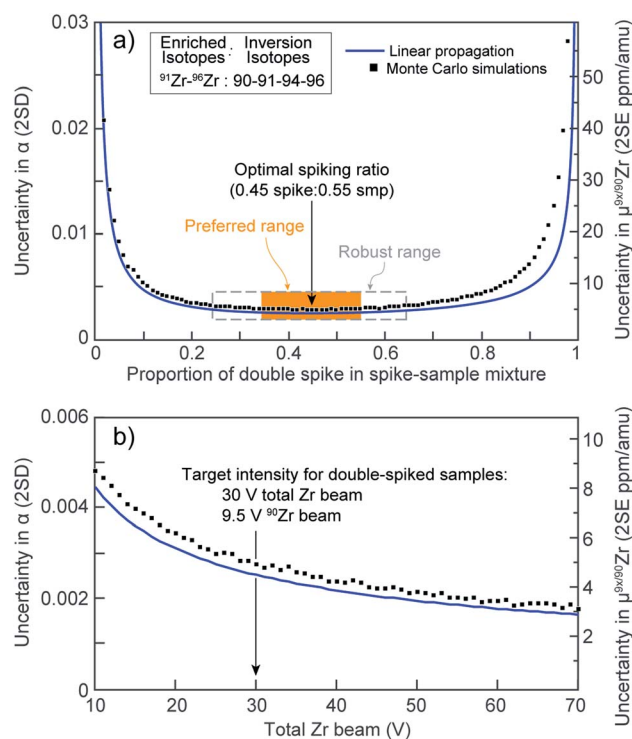 a)
Enriched Isotopes : Inversion Isotopes
⁹¹Zr-⁹⁶Zr : 90-91-94-96
Linear propagation
Monte Carlo simulations
Optimal spiking ratio
(0.45 spike:0.55 smp)
Preferred range
Robust range
Uncertainty in α (2SD)
0.03
0.02
0.01
0
Uncertainty in μ⁹ˣ/⁹⁰Zr (2SE ppm/amu)
50
40
30
20
10
0
0 0.2 0.4 0.6 0.8 1
Proportion of double spike in spike-sample mixture
b)
Target intensity for double-spiked samples:
30 V total Zr beam
9.5 V ⁹⁰Zr beam
Uncertainty in α (2SD)
0.006
0.004
0.002
0
Uncertainty in μ⁹ˣ/⁹⁰Zr (2SE ppm/amu)
10
8
6
4
2
0
10 20 30 40 50 60 70
Total Zr beam (V)